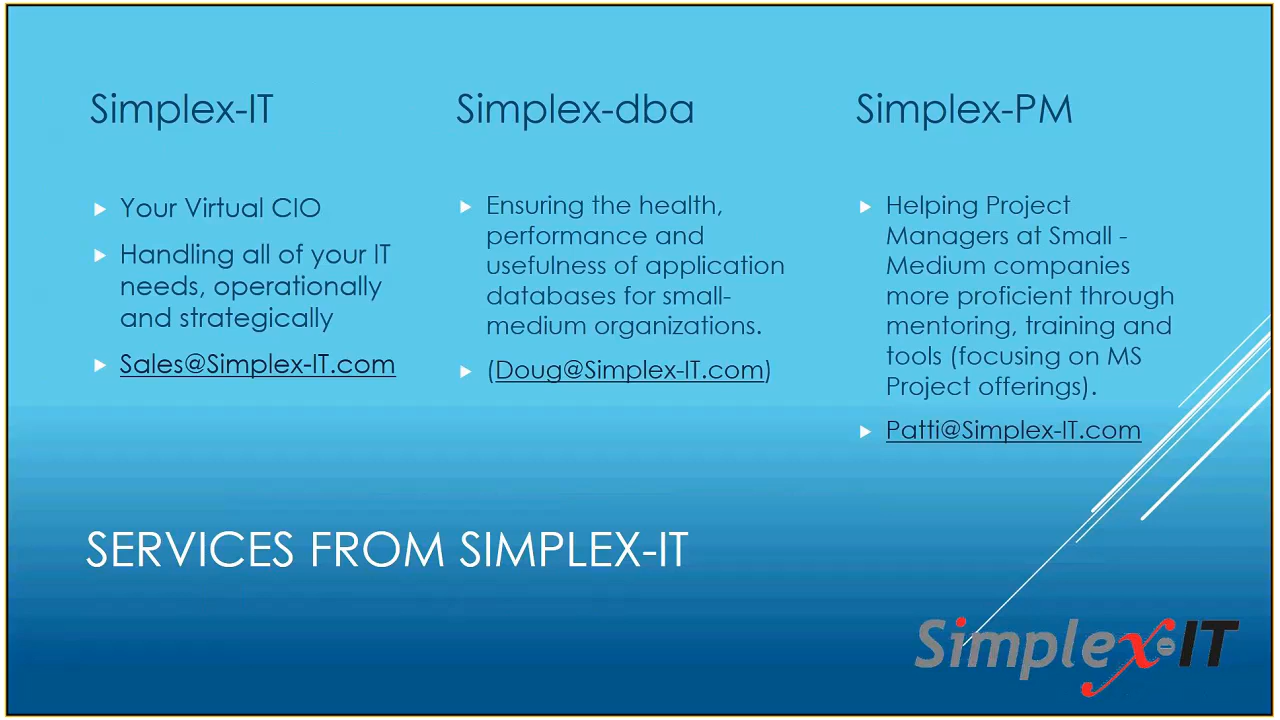 Simplex-IT
Your Virtual CIO
Handling all of your IT
needs, operationally
and strategically
Sales@Simplex-IT.com
Simplex-dba
Ensuring the health,
performance and
usefulness of application
databases for small-
medium organizations.
(Doug@Simplex-IT.com)
Simplex-PM
Helping Project
Managers at Small -
Medium companies
more proficient through
mentoring, training and
tools (focusing on MS
Project offerings).
Patti@Simplex-IT.com
SERVICES FROM SIMPLEX-IT
Simplex-IT